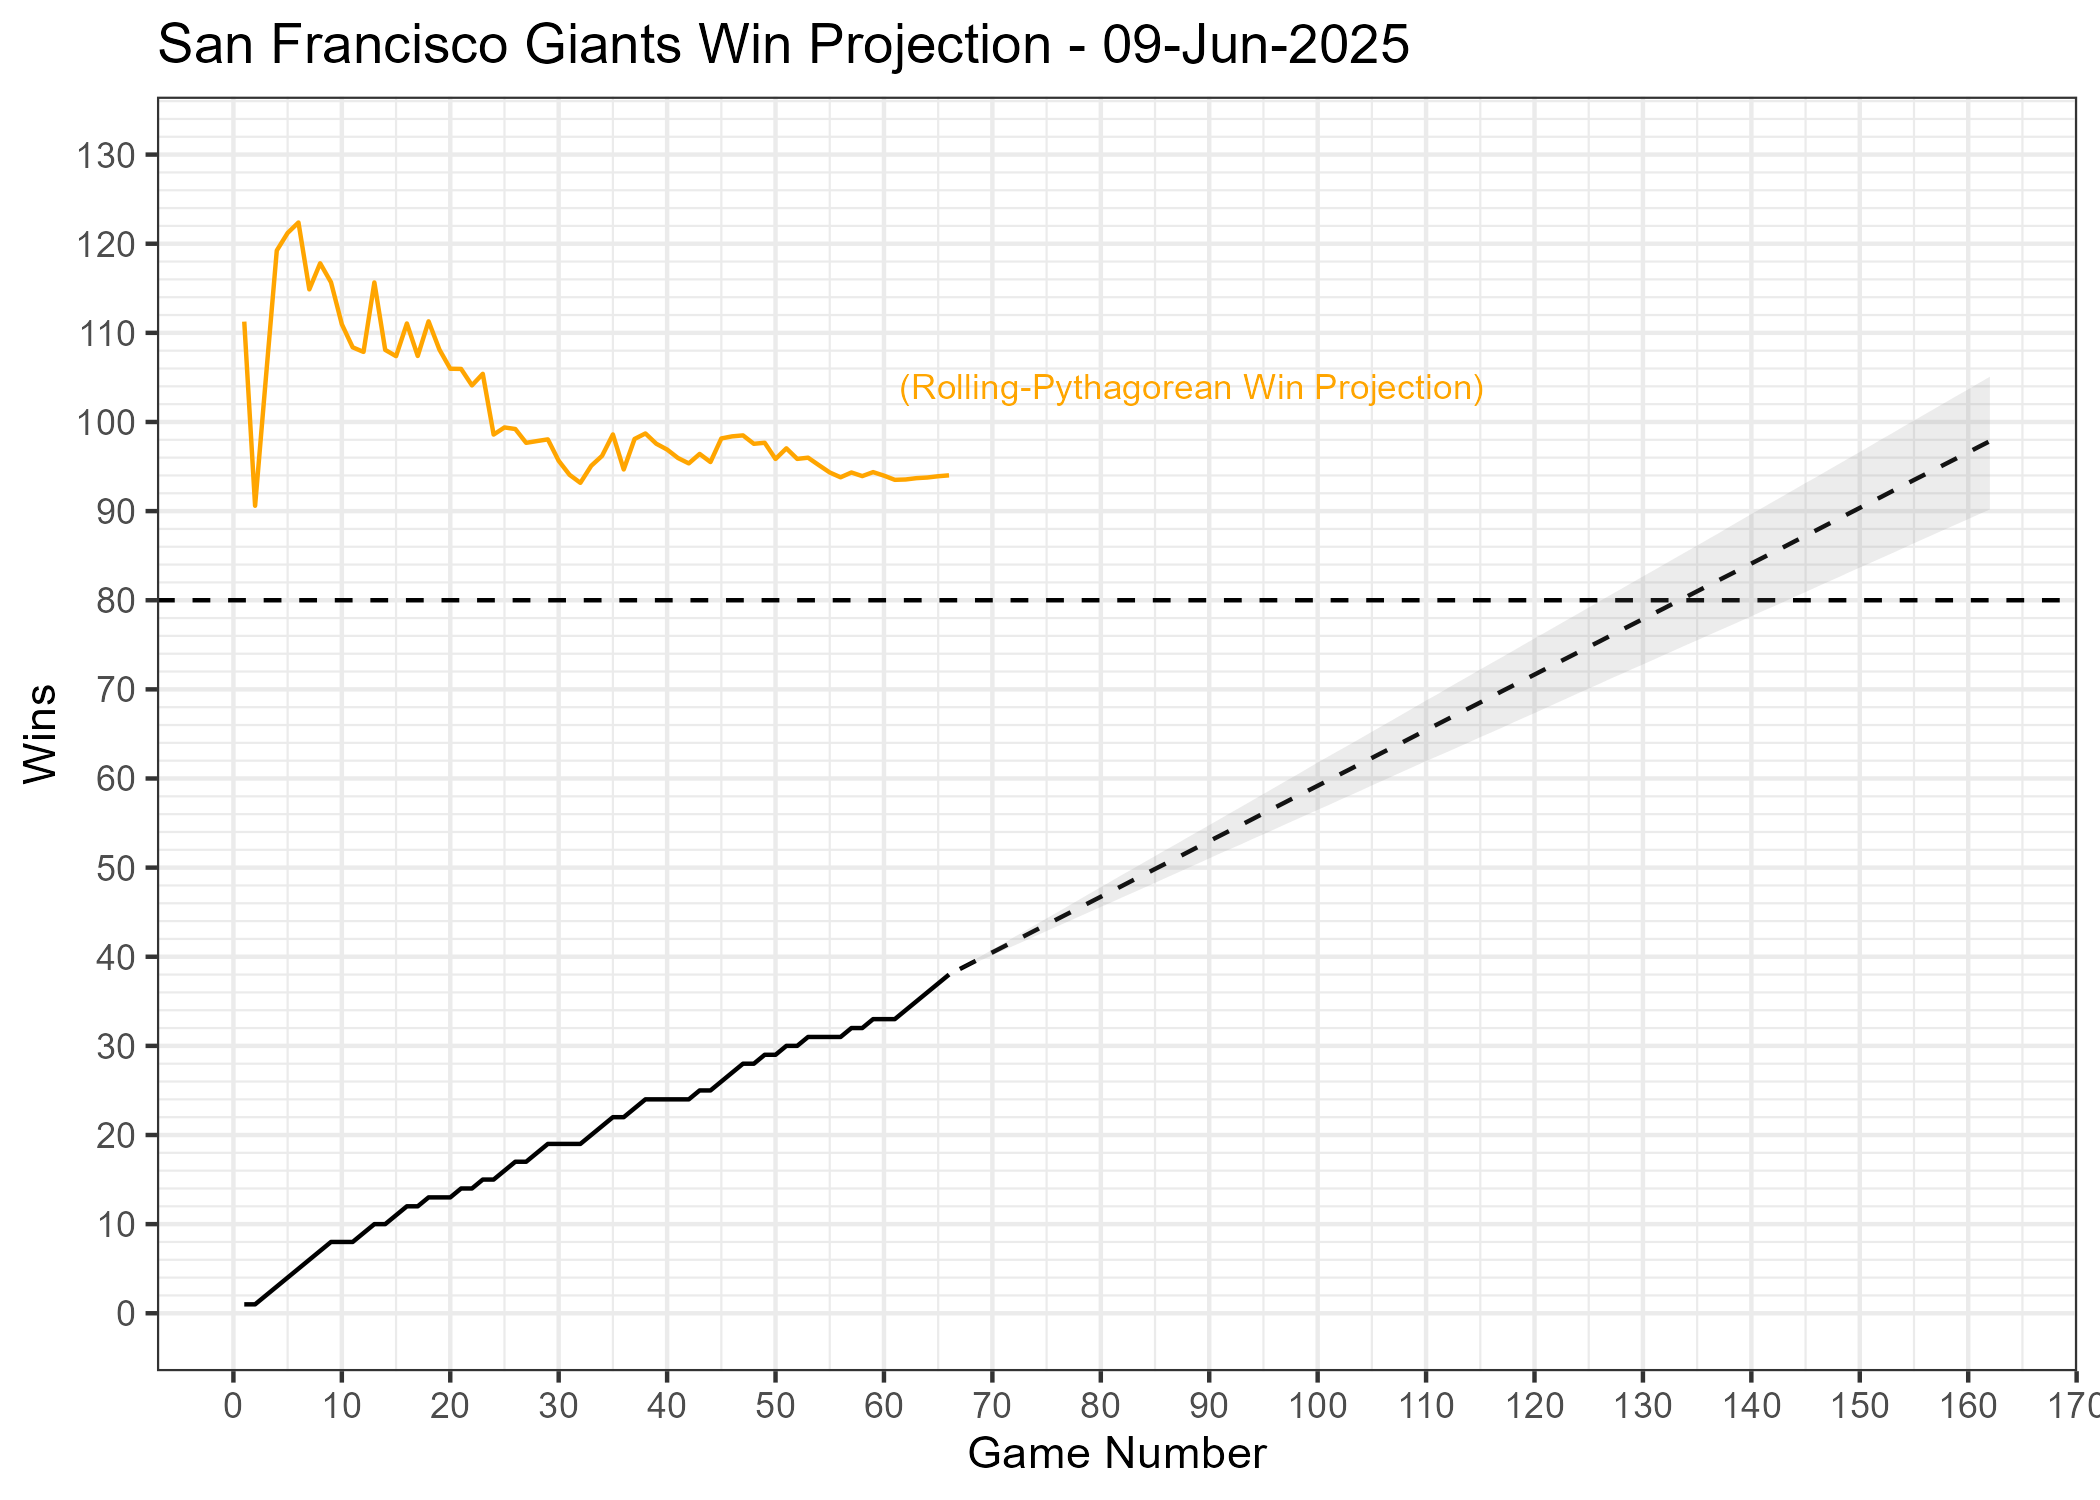 San Francisco Giants Win Projection - 09-Jun-2025
130
120
110
(Rolling-Pythagorean Win Projection)
100
90
80
70
Wins
60
50
40
30
20
10
0
0 10 20 30 40 50 60 70 80 90 100 110 120 130 140 150 160 170
Game Number